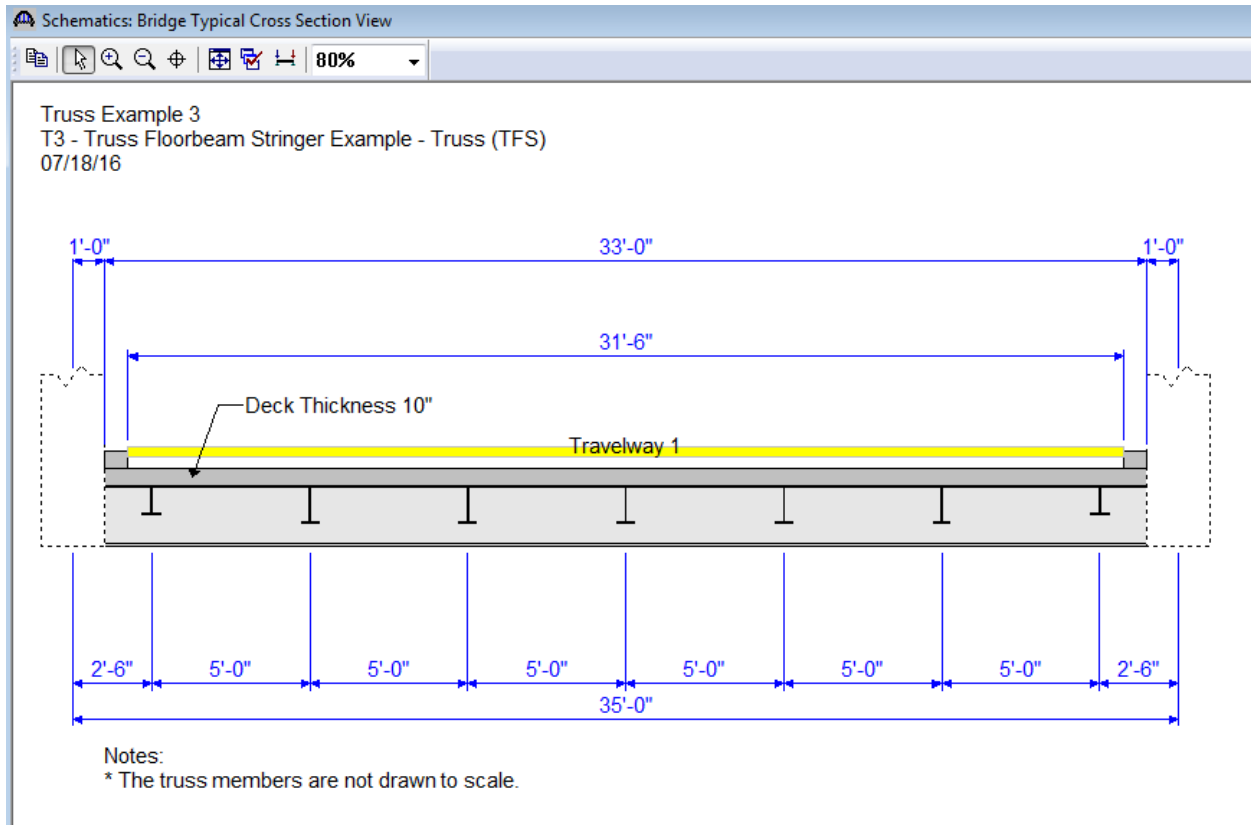 Schematics: Bridge Typical Cross Section View
80%
Truss Example 3
T3 - Truss Floorbeam Stringer Example - Truss (TFS)
07/18/16
1'-0" 33'-0" 1'-0"
31'-6"
Deck Thickness 10"
Travelway 1
2'-6" 5'-0" 5'-0" 5'-0" 5'-0" 5'-0" 5'-0" 2'-6"
35'-0"
Notes:
* The truss members are not drawn to scale.